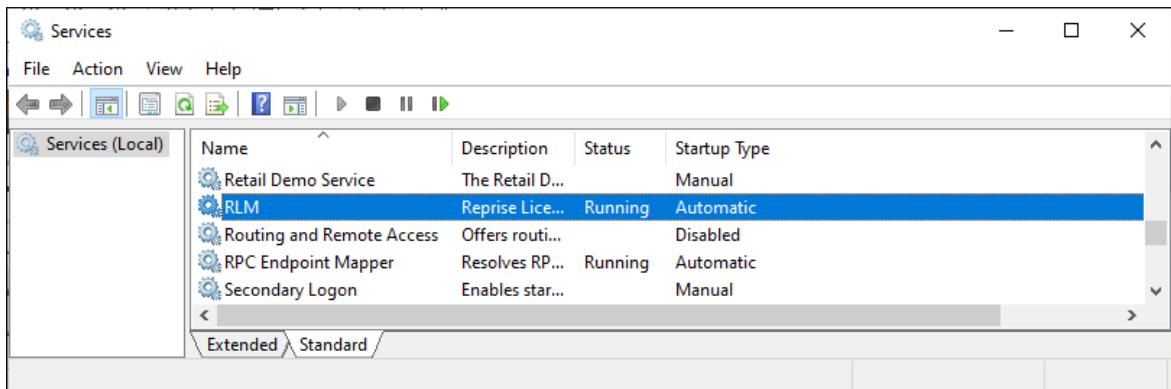 Services
File Action View Help
Services (Local)
Name Description Status Startup Type
Retail Demo Service The Retail D... Manual
RLM Reprise Lice... Running Automatic
Routing and Remote Access Offers routi... Disabled
RPC Endpoint Mapper Resolves RP... Running Automatic
Secondary Logon Enables star... Manual
Extended Standard